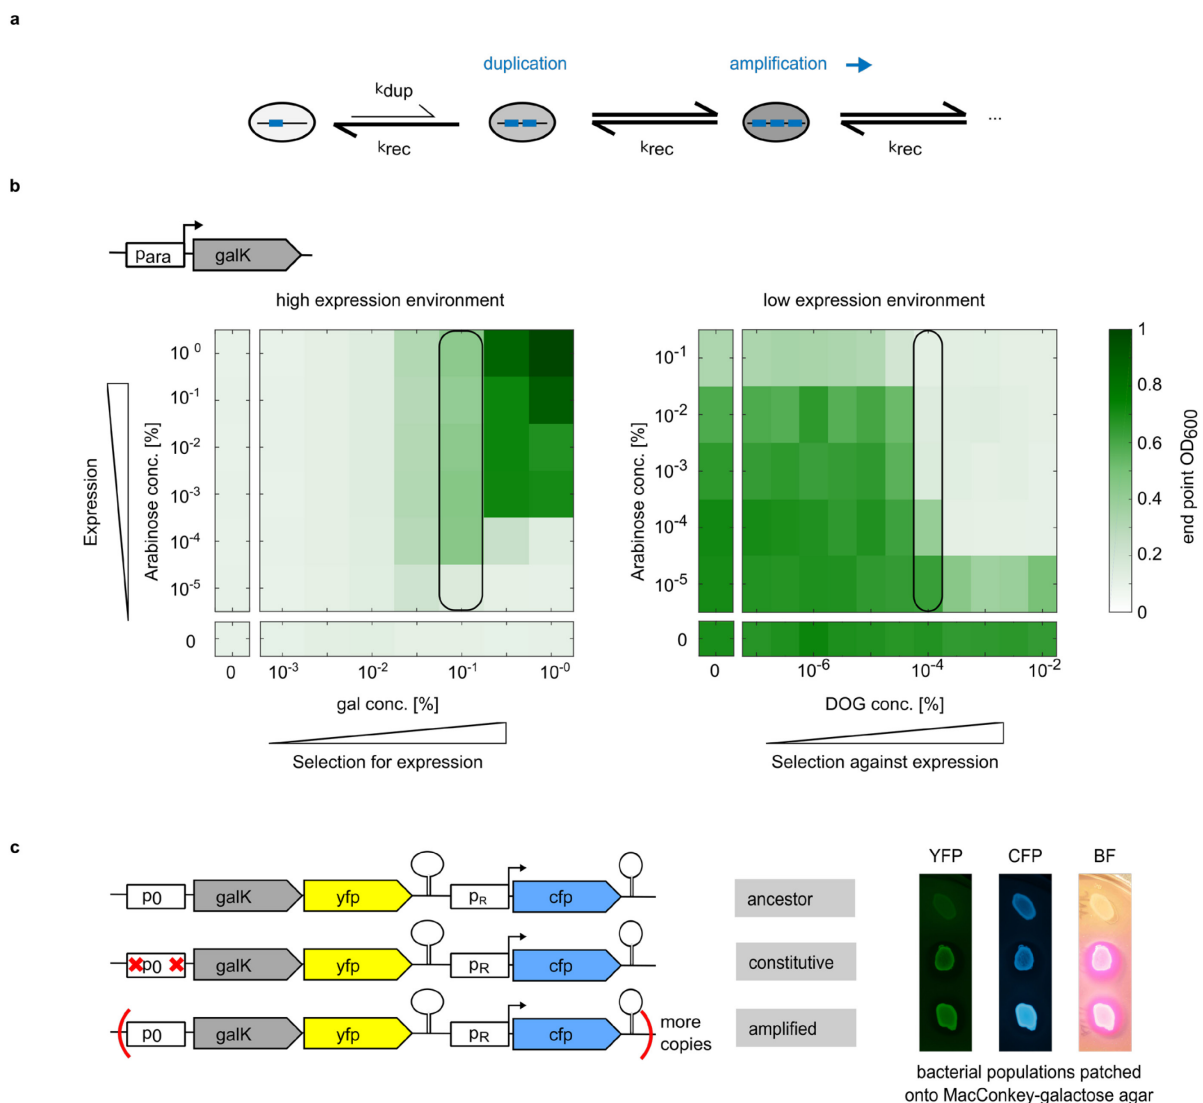 a
duplication
amplification
kdup
krec
krec
krec
...
b
para
galK
high expression environment
low expression environment
Expression
Arabinose conc. [%]
10 0
10-1
10-2
10-3
10-4
10-5
0
0
10-3
10-2
10-1
10-0
gal conc. [%]
Selection for expression
Arabinose conc. [%]
10-1
10-2
10-3
10-4
10-5
0
0
10-6
10-4
10-2
DOG conc. [%]
Selection against expression
1
0.8
0.6
0.4
0.2
0
end point OD600
c
YFP CFP BF
p0 galK yfp pR cfp ancestor
p0 galK yfp pR cfp constitutive
p0 galK yfp pR cfp more copies amplified
bacterial populations patched
onto MacConkey-galactose agar